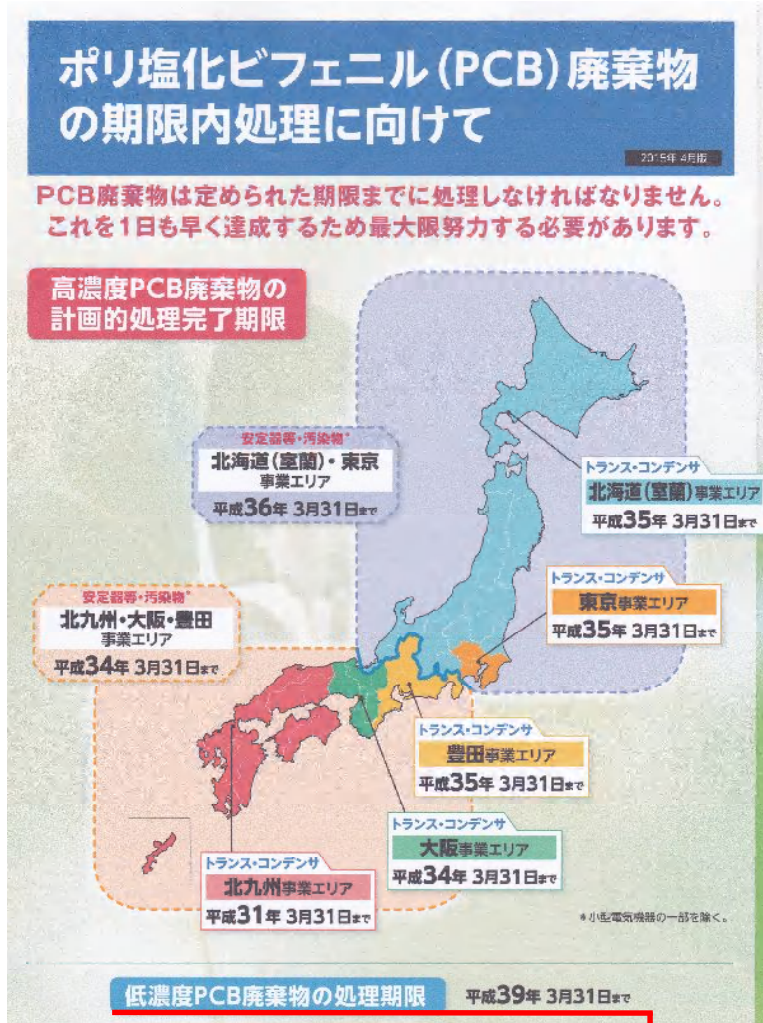 ポリ塩化ビフェニル(PCB)廃棄物
の期限内処理に向けて
2015年 4月版
PCB廃棄物は定められた期限までに処理しなければなりません。
これを1日も早く達成するため最大限努力する必要があります。
高濃度PCB廃棄物の
計画的処理完了期限
安定器等・汚染物*
北海道(室蘭)・東京
事業エリア
平成36年 3月31日まで
トランス・コンデンサ
北海道(室蘭)事業エリア
平成35年 3月31日まで
トランス・コンデンサ
東京事業エリア
平成35年 3月31日まで
安定器等・汚染物*
北九州・大阪・豊田
事業エリア
平成34年 3月31日まで
トランス・コンデンサ
豊田事業エリア
平成35年 3月31日まで
トランス・コンデンサ
大阪事業エリア
平成34年 3月31日まで
トランス・コンデンサ
北九州事業エリア
平成31年 3月31日まで
*小型電気機器の一部を除く。
低濃度PCB廃棄物の処理期限 平成39年 3月31日まで